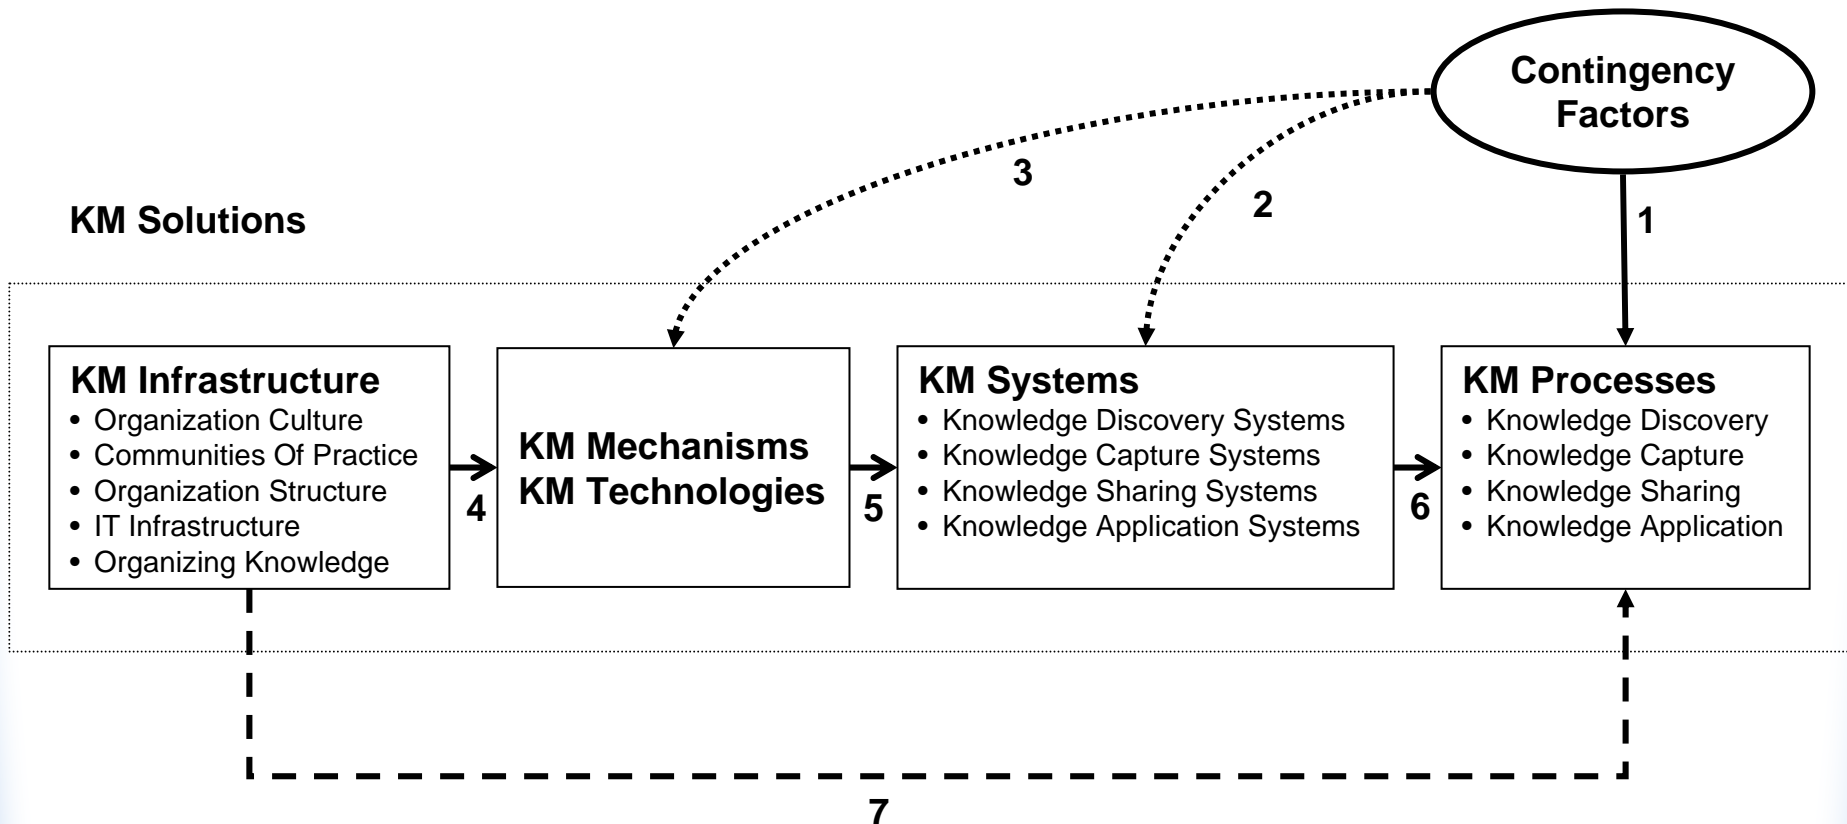 Contingency
Factors
3
2
1
KM Solutions
KM Infrastructure
• Organization Culture
• Communities Of Practice
• Organization Structure
• IT Infrastructure
• Organizing Knowledge
4
KM Mechanisms
KM Technologies
5
KM Systems
• Knowledge Discovery Systems
• Knowledge Capture Systems
• Knowledge Sharing Systems
• Knowledge Application Systems
6
KM Processes
• Knowledge Discovery
• Knowledge Capture
• Knowledge Sharing
• Knowledge Application
7